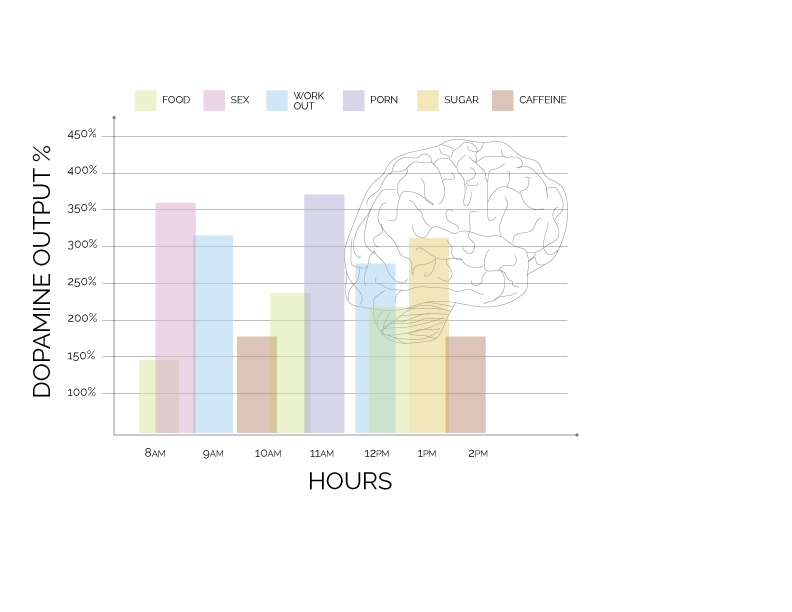 FOOD
SEX
WORK
OUT
PORN
SUGAR
CAFFEINE
450%
400%
350%
300%
250%
200%
150%
100%
DOPAMINE OUTPUT %
8AM
9AM
10AM
11AM
12PM
1PM
2PM
HOURS